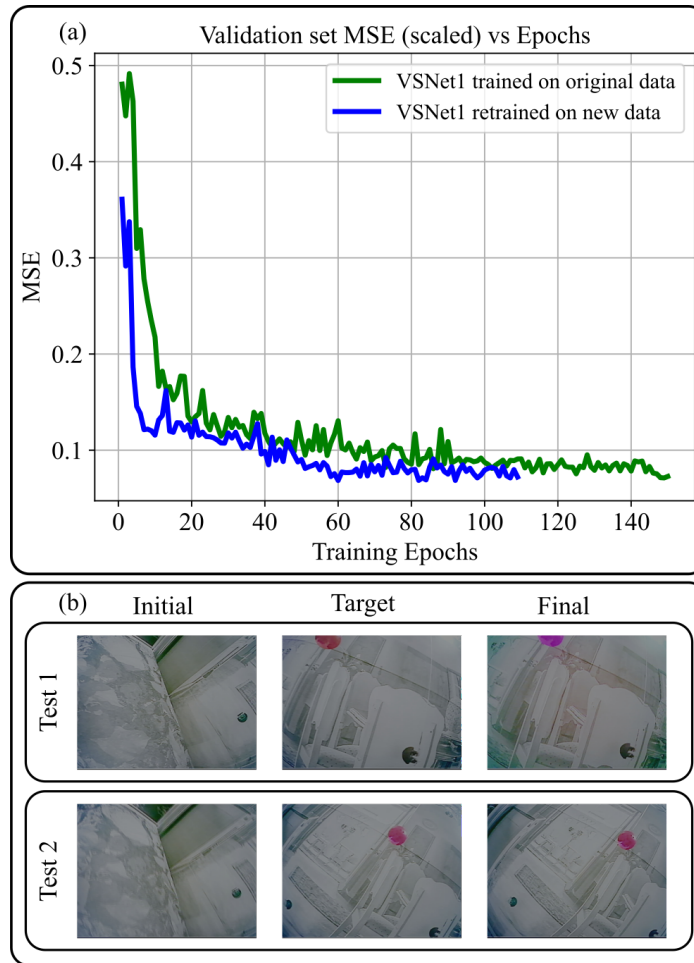 (a)
Validation set MSE (scaled) vs Epochs
VSNet1 trained on original data
VSNet1 retrained on new data
0.5
0.4
0.3
0.2
0.1
MSE
0 20 40 60 80 100 120 140
Training Epochs
(b)
Initial Target Final
Test 1
Test 2